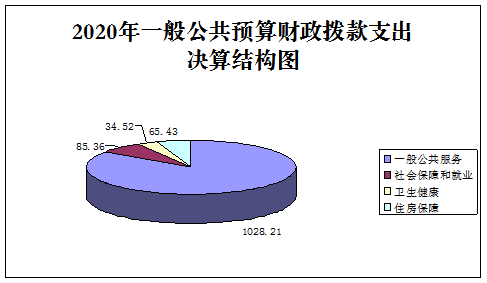 2020年一般公共预算财政拨款支出
决算结构图
34.52
65.43
85.36
1028.21
一般公共服务
社会保障和就业
卫生健康
住房保障